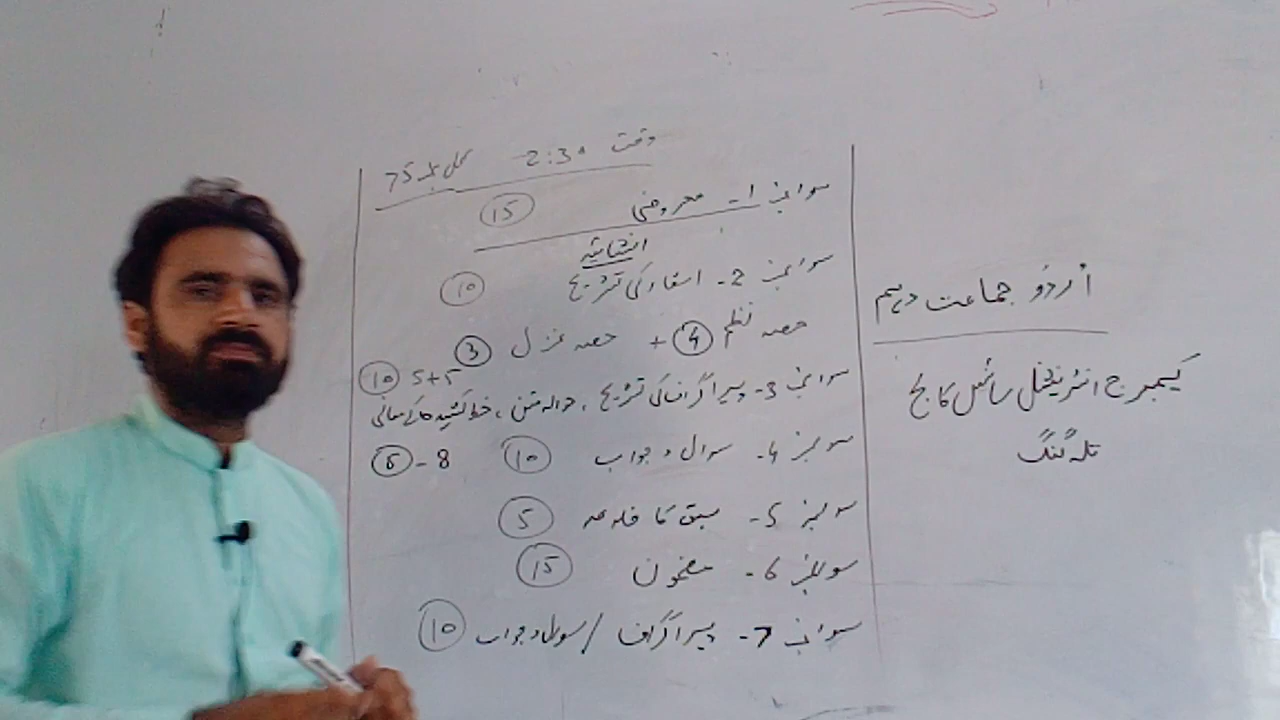 وقت 2:30 کل نمبر 75
سوال نمبر 1- معروضی (15)
انشائیہ
سوال نمبر 2- اشعار کی تشریح (10)
حصہ نظم (4) + حصہ غزل (3)
(10) 5+5
سوال نمبر 3- پیراگراف کی تشریح ، حوالہ متن ، خط کشیدہ کے معانی
سوال نمبر 4- سوال و جواب (10) 8 - (5)
سوال نمبر 5- سبق کا خلاصہ (5)
سوال نمبر 6- مضمون (15)
سوال نمبر 7- پیراگراف / سوال و جواب (10)
اُردُو جماعت دہم
کیمبرج انٹرنیشنل سائنس کالج
تلہ گنگ